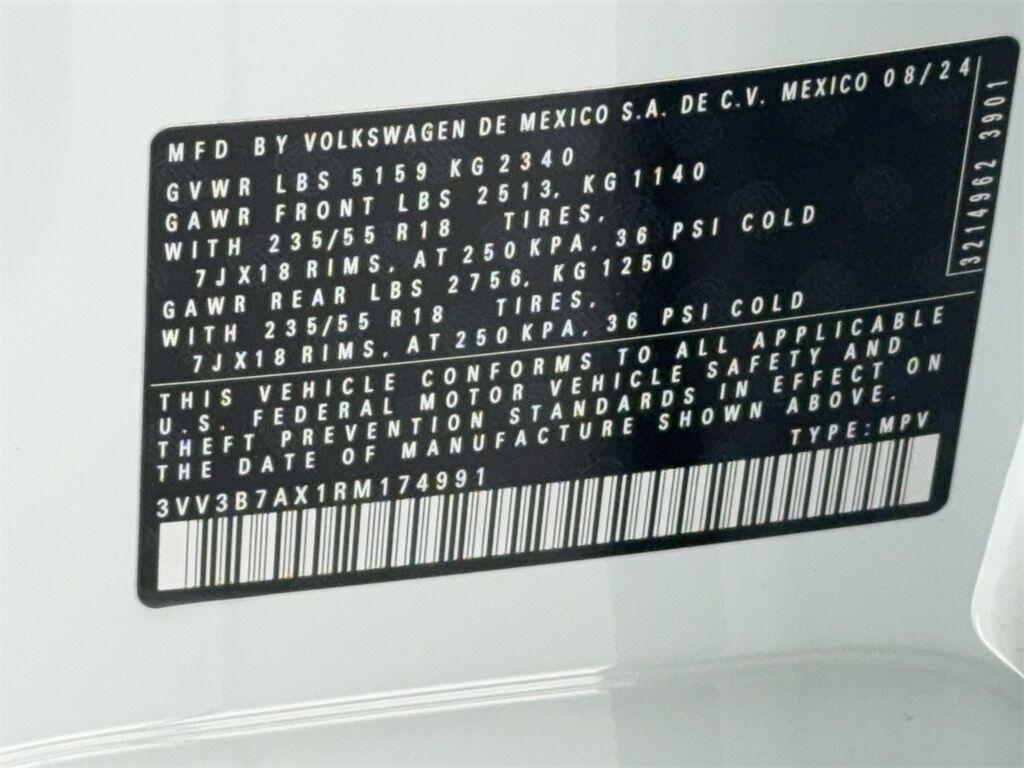 MFD BY VOLKSWAGEN DE MEXICO S.A. DE C.V. MEXICO 08/24
GVWR LBS 5159 KG 2340
GAWR FRONT LBS 2513, KG 1140
WITH 235/55 R18 TIRES,
7JX18 RIMS, AT 250 KPA, 36 PSI COLD
GAWR REAR LBS 2756, KG 1250
WITH 235/55 R18 TIRES,
7JX18 RIMS, AT 250 KPA, 36 PSI COLD
3214962 3901
THIS VEHICLE CONFORMS TO ALL APPLICABLE
U.S. FEDERAL MOTOR VEHICLE SAFETY AND
THEFT PREVENTION STANDARDS IN EFFECT ON
THE DATE OF MANUFACTURE SHOWN ABOVE.
TYPE:MPV
3VV3B7AX1RM174991